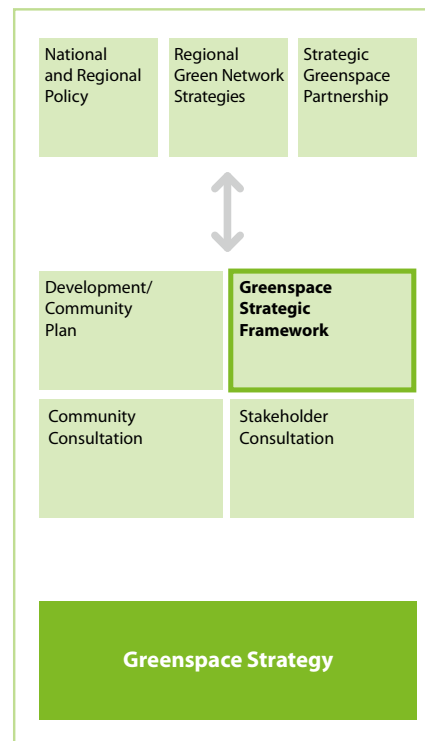 National
and Regional
Policy
Regional
Green Network
Strategies
Strategic
Greenspace
Partnership
Development/
Community
Plan
Greenspace
Strategic
Framework
Community
Consultation
Stakeholder
Consultation
Greenspace Strategy